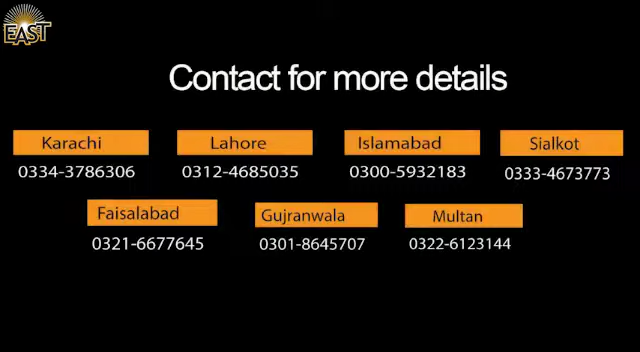 EAST
Contact for more details
Karachi Lahore Islamabad Sialkot
0334-3786306 0312-4685035 0300-5932183 0333-4673773
Faisalabad Gujranwala Multan
0321-6677645 0301-8645707 0322-6123144